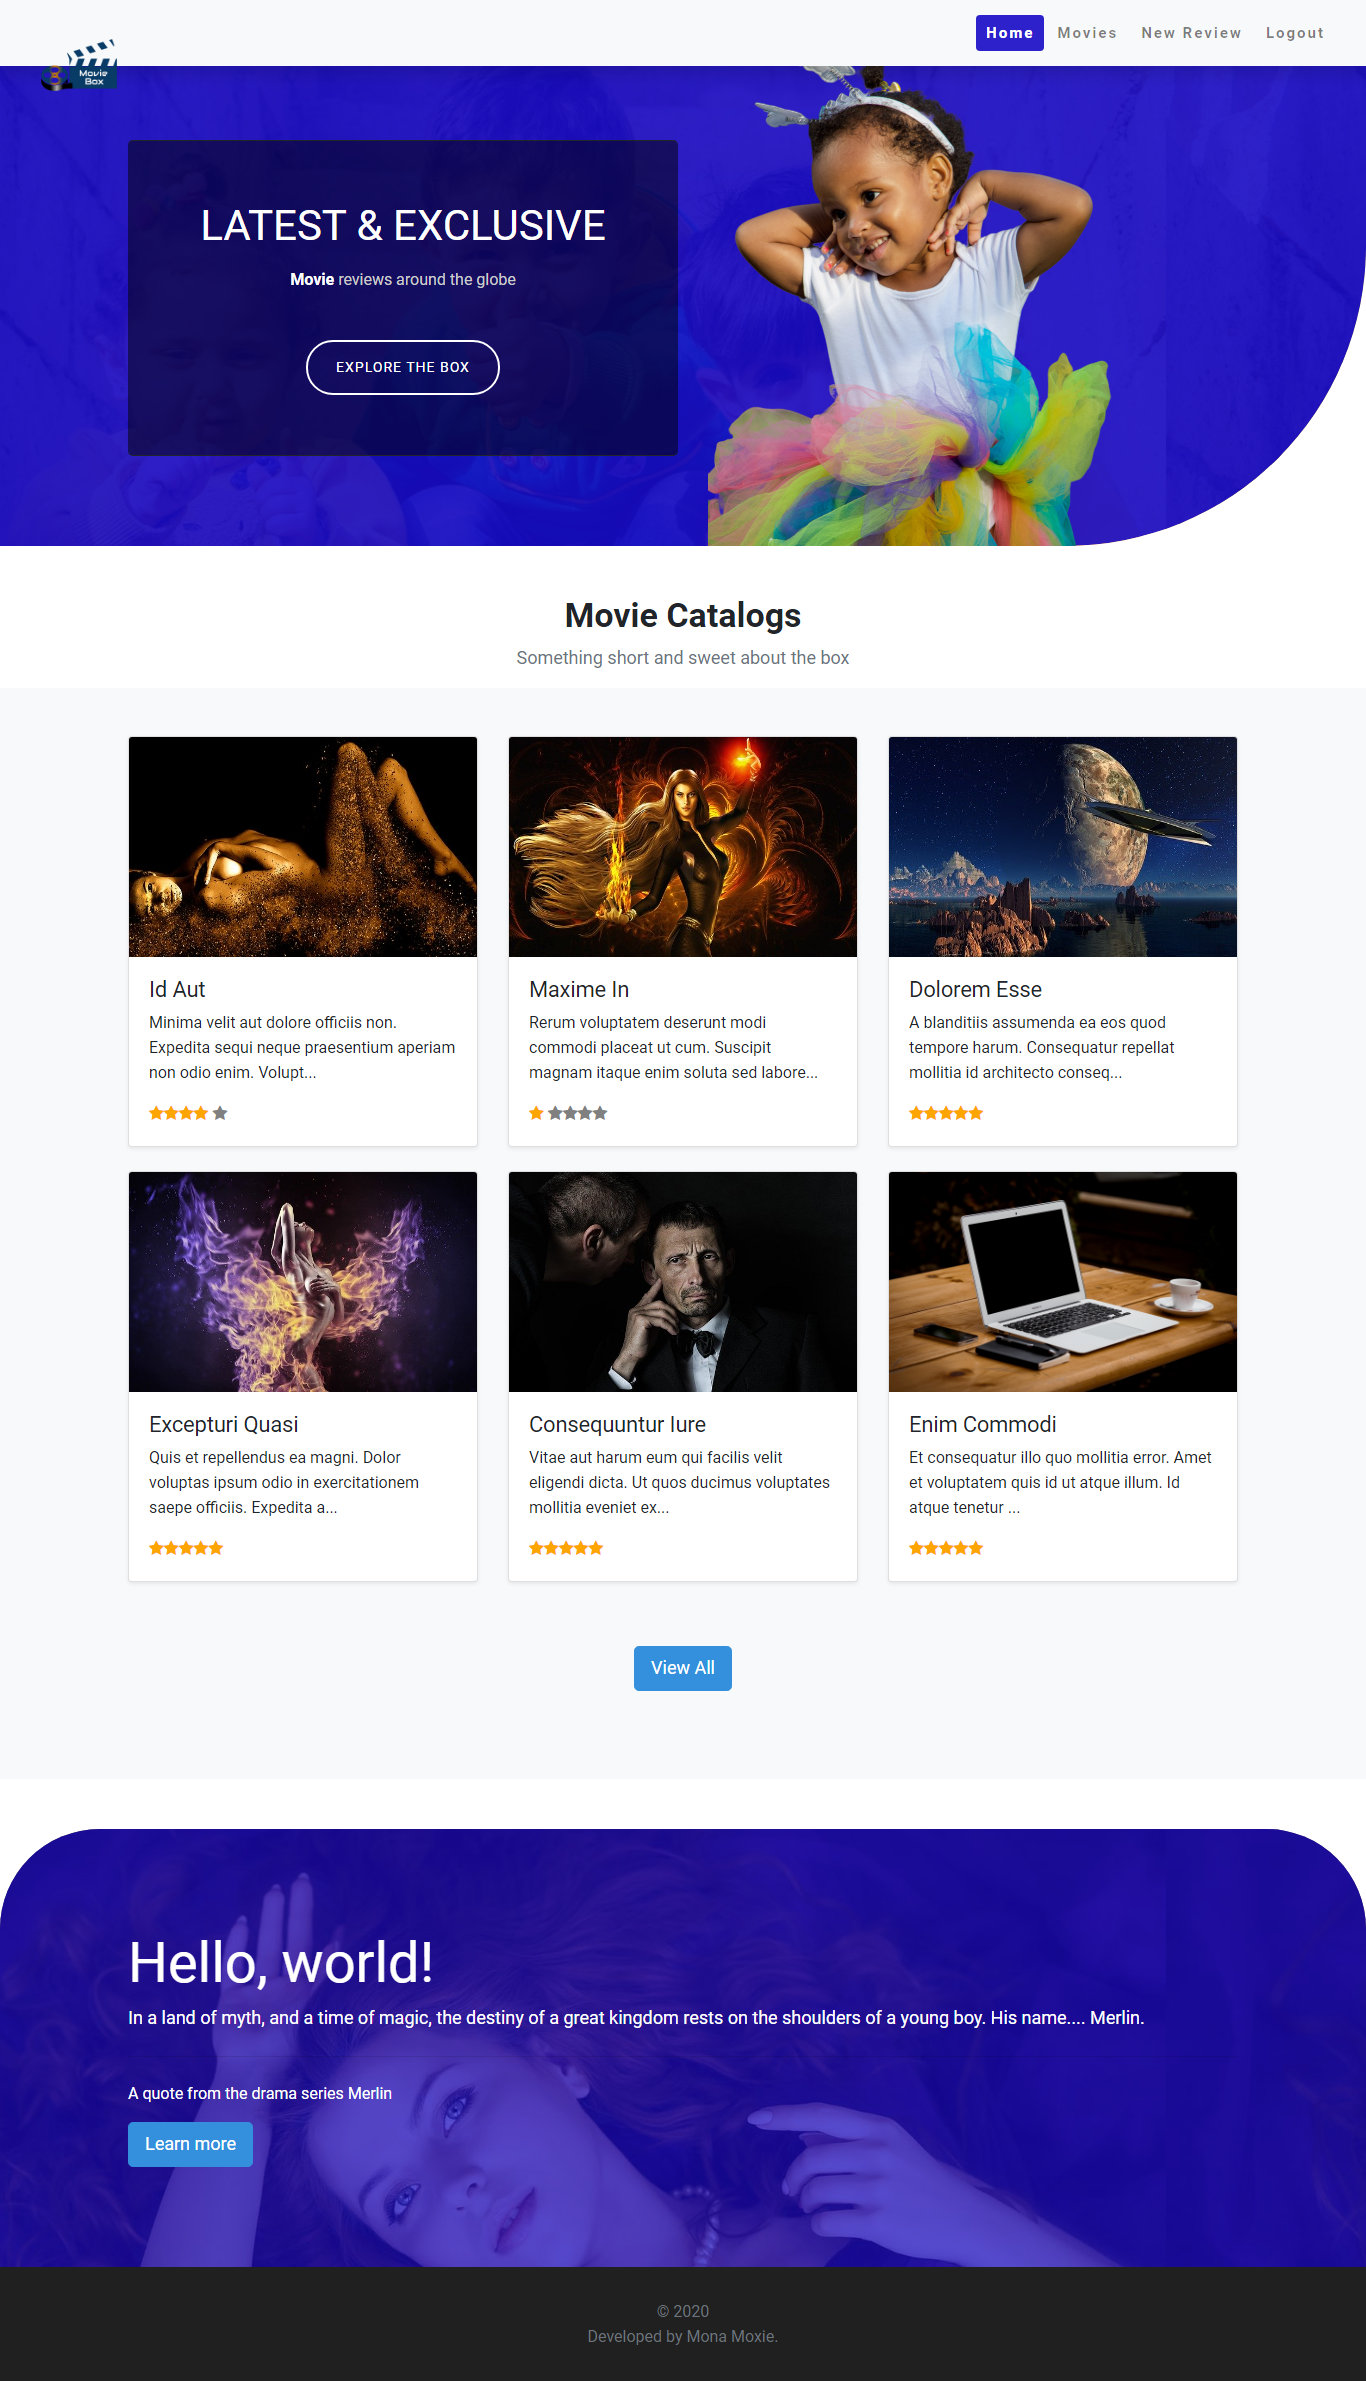 Home Movies New Review Logout
Movie
Box
LATEST & EXCLUSIVE
Movie reviews around the globe
EXPLORE THE BOX
Movie Catalogs
Something short and sweet about the box
Id Aut
Minima velit aut dolore officiis non.
Expedita sequi neque praesentium aperiam
non odio enim. Volupt...
Maxime In
Rerum voluptatem deserunt modi
commodi placeat ut cum. Suscipit
magnam itaque enim soluta sed labore...
Dolorem Esse
A blanditiis assumenda ea eos quod
tempore harum. Consequatur repellat
mollitia id architecto conseq...
Excepturi Quasi
Quis et repellendus ea magni. Dolor
voluptas ipsum odio in exercitationem
saepe officiis. Expedita a...
Consequuntur Iure
Vitae aut harum eum qui facilis velit
eligendi dicta. Ut quos ducimus voluptates
mollitia eveniet ex...
Enim Commodi
Et consequatur illo quo mollitia error. Amet
et voluptatem quis id ut atque illum. Id
atque tenetur ...
View All
Hello, world!
In a land of myth, and a time of magic, the destiny of a great kingdom rests on the shoulders of a young boy. His name.... Merlin.
A quote from the drama series Merlin
Learn more
© 2020
Developed by Mona Moxie.